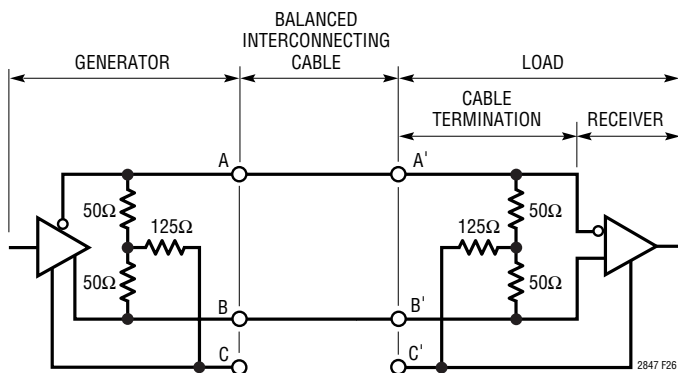 BALANCED
INTERCONNECTING
CABLE
GENERATOR
LOAD
CABLE
TERMINATION
RECEIVER
A
A'
50Ω
125Ω
50Ω
125Ω
50Ω
50Ω
B
B'
C
C'
2847 F26